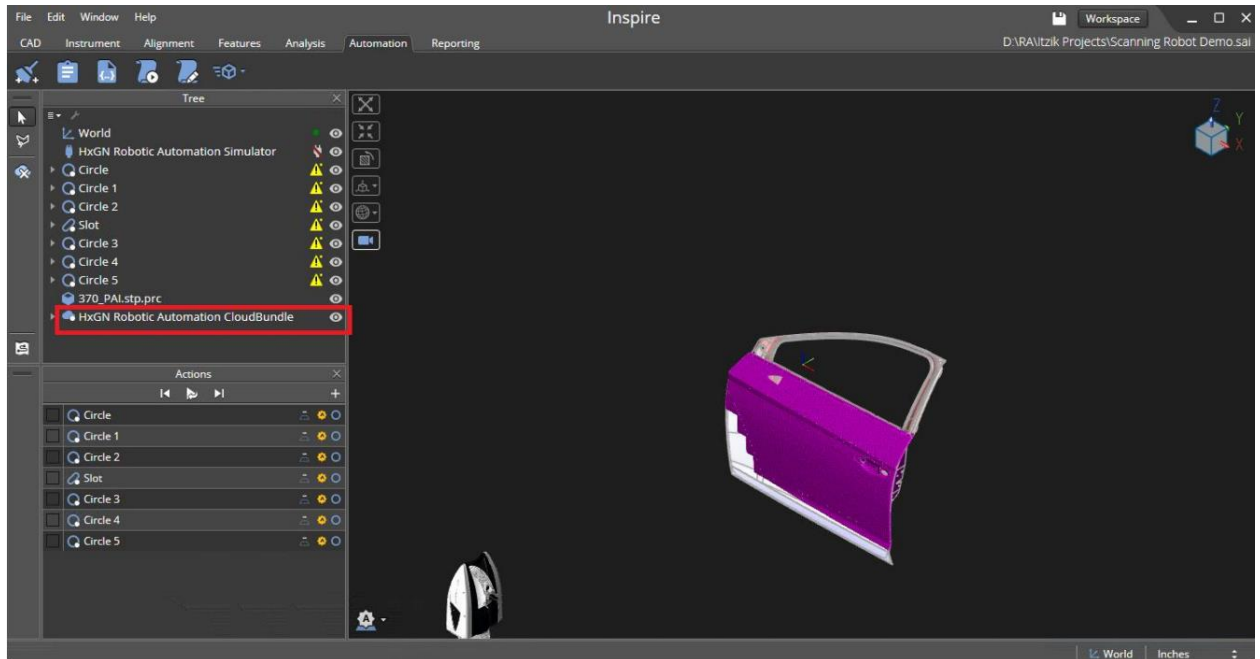 File Edit Window Help
Inspire
Workspace
CAD Instrument Alignment Features Analysis Automation Reporting
D:\RA\Itzik Projects\Scanning Robot Demo.sai
Tree
World
HxGN Robotic Automation Simulator
Circle
Circle 1
Circle 2
Slot
Circle 3
Circle 4
Circle 5
370_PAI.stp.prc
HxGN Robotic Automation CloudBundle
Actions
Circle
Circle 1
Circle 2
Slot
Circle 3
Circle 4
Circle 5
Z
Y
X
A
World Inches